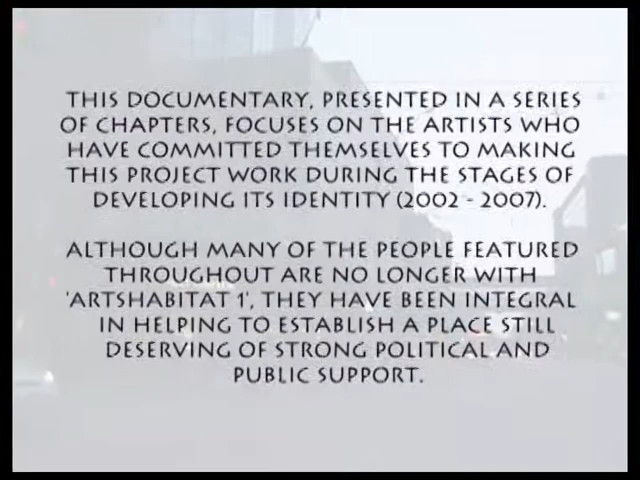 THIS DOCUMENTARY, PRESENTED IN A SERIES
OF CHAPTERS, FOCUSES ON THE ARTISTS WHO
HAVE COMMITTED THEMSELVES TO MAKING
THIS PROJECT WORK DURING THE STAGES OF
DEVELOPING ITS IDENTITY (2002 - 2007).
ALTHOUGH MANY OF THE PEOPLE FEATURED
THROUGHOUT ARE NO LONGER WITH
'ARTSHABITAT 1', THEY HAVE BEEN INTEGRAL
IN HELPING TO ESTABLISH A PLACE STILL
DESERVING OF STRONG POLITICAL AND
PUBLIC SUPPORT.